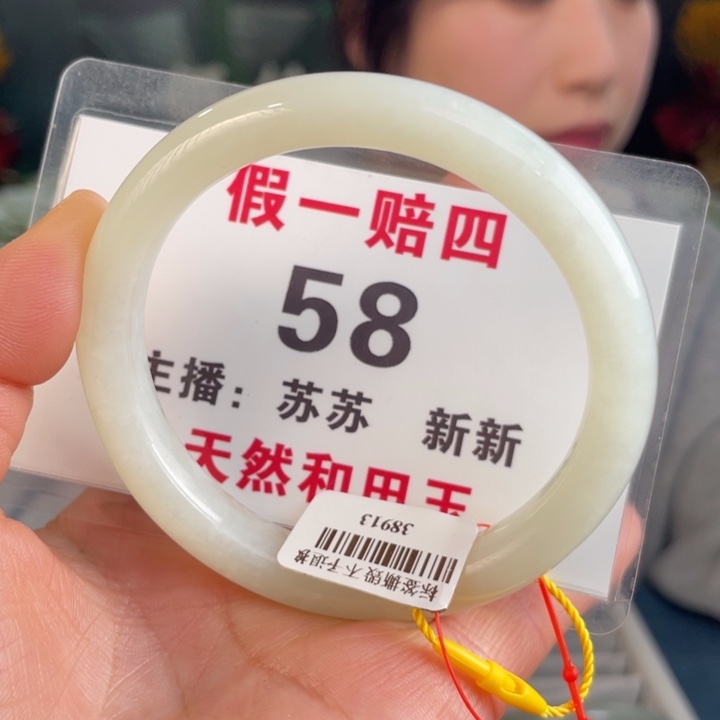 假一赔四
58
主播：苏苏 新新
天然和田玉
38913
标签撕毁 不予退换